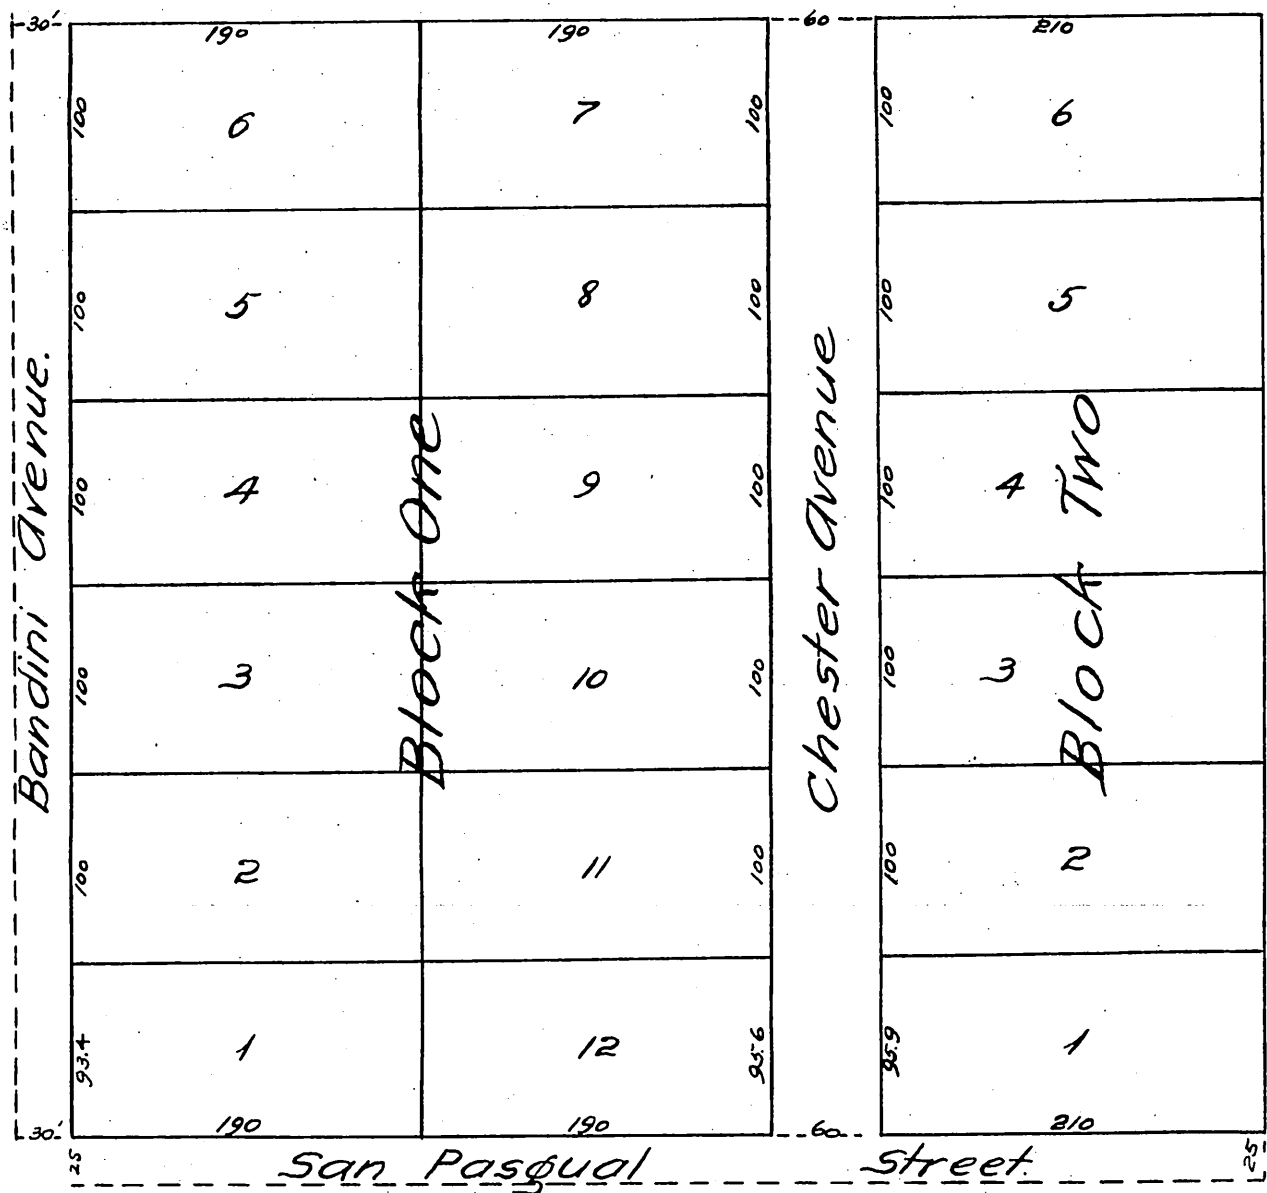 30' 190 190 60 210
100 6 7 100 100 6
100 5 8 100 100 5
100 4 9 100 100 4
100 3 10 100 100 3
100 2 11 100 100 2
93.4 1 12 95.6 95.9 1
Bandini Avenue.
Block One
Chester Avenue
Block Two
30' 190 190 60 210
25 San Pasqual Street. 25